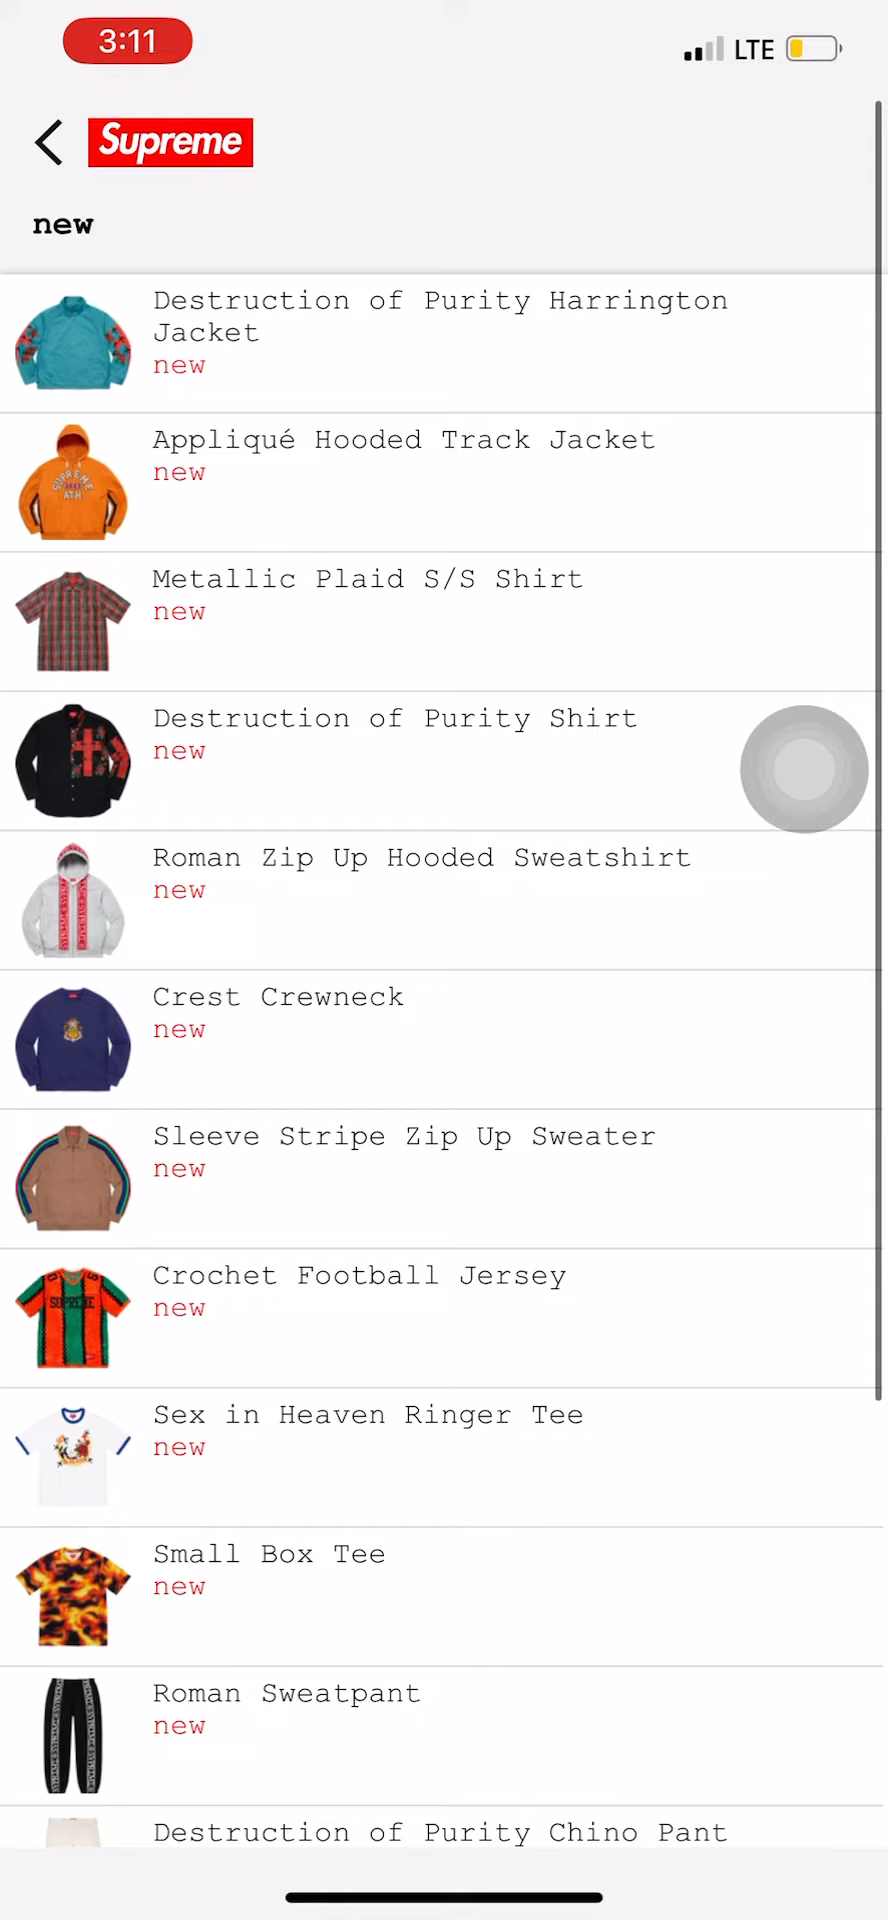 3:11
LTE
Supreme
new
Destruction of Purity Harrington
Jacket
new
Appliqué Hooded Track Jacket
new
SUPREME
ATH.
Metallic Plaid S/S Shirt
new
Destruction of Purity Shirt
new
Roman Zip Up Hooded Sweatshirt
new
Crest Crewneck
new
Sleeve Stripe Zip Up Sweater
new
Crochet Football Jersey
new
SUPREME
Sex in Heaven Ringer Tee
new
Small Box Tee
new
Roman Sweatpant
new
Destruction of Purity Chino Pant